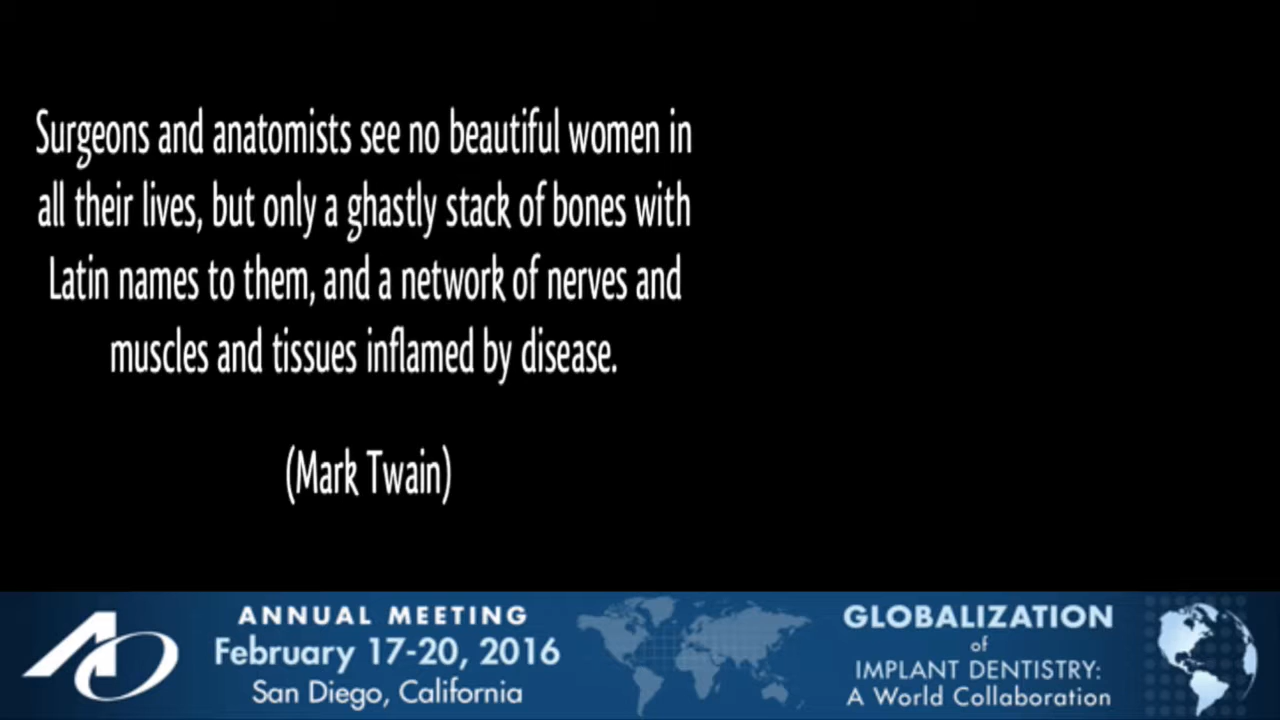 Surgeons and anatomists see no beautiful women in
all their lives, but only a ghastly stack of bones with
Latin names to them, and a network of nerves and
muscles and tissues inflamed by disease.
(Mark Twain)
AO
ANNUAL MEETING
February 17-20, 2016
San Diego, California
GLOBALIZATION
of
IMPLANT DENTISTRY:
A World Collaboration